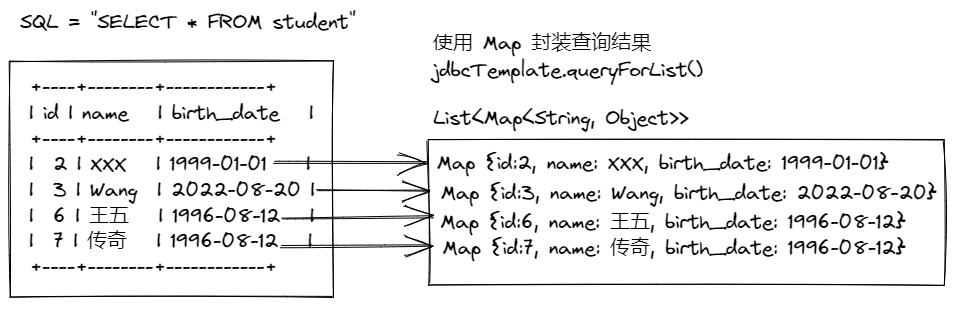 SQL = "SELECT * FROM student"
使用 Map 封装查询结果
jdbcTemplate.queryForList()
List<Map<String, Object>>
+----+--------+------------+
| id | name | birth_date |
+----+--------+------------+
| 2 | xxx | 1999-01-01 |
| 3 | Wang | 2022-08-20 |
| 6 | 王五 | 1996-08-12 |
| 7 | 传奇 | 1996-08-12 |
+----+--------+------------+
Map {id:2, name: xxx, birth_date: 1999-01-01}
Map {id:3, name: Wang, birth_date: 2022-08-20}
Map {id:6, name: 王五, birth_date: 1996-08-12}
Map {id:7, name: 传奇, birth_date: 1996-08-12}